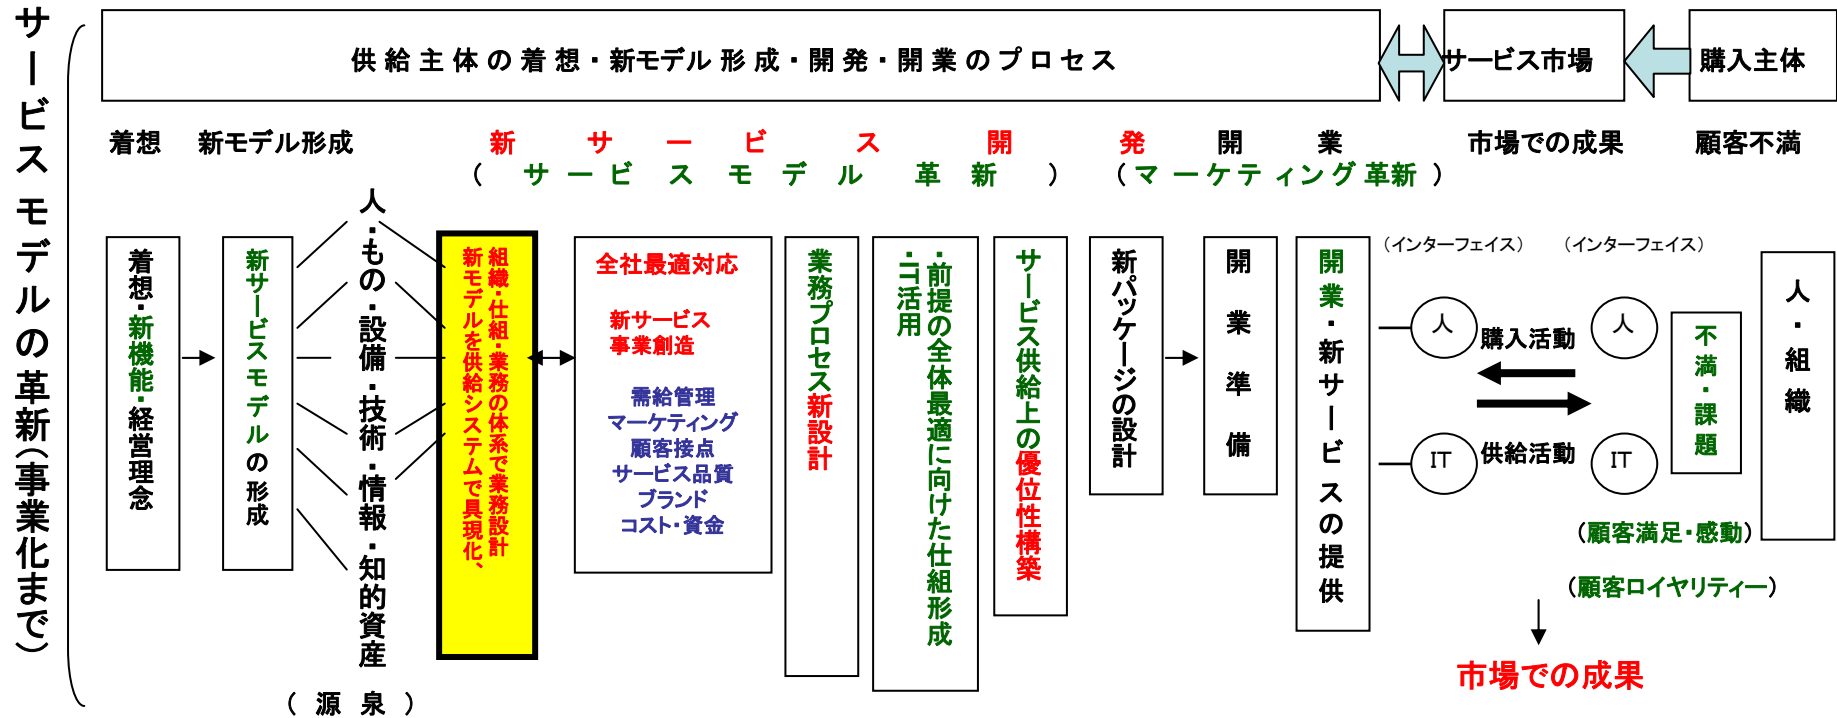 サービスモデルの革新(事業化まで)
供給主体の着想・新モデル形成・開発・開業のプロセス
サービス市場
購入主体
着想
新モデル形成
新サービス開発
開業
市場での成果
顧客不満
(サービスモデル革新)
(マーケティング革新)
着想・新機能・経営理念
新サービスモデルの形成
人・もの・設備・技術・情報・知的資産
(源泉)
組織・仕組・業務の体系で業務設計
新モデルを供給システムで具現化、
全社最適対応
新サービス
事業創造
需給管理
マーケティング
顧客接点
サービス品質
ブランド
コスト・資金
業務プロセス新設計
・前提の全体最適に向けた仕組形成
・IT活用
サービス供給上の優位性構築
新パッケージの設計
開業準備
開業・新サービスの提供
(インターフェイス)
(インターフェイス)
人
人
購入活動
供給活動
IT
IT
不満・課題
人・組織
(顧客満足・感動)
(顧客ロイヤリティー)
市場での成果